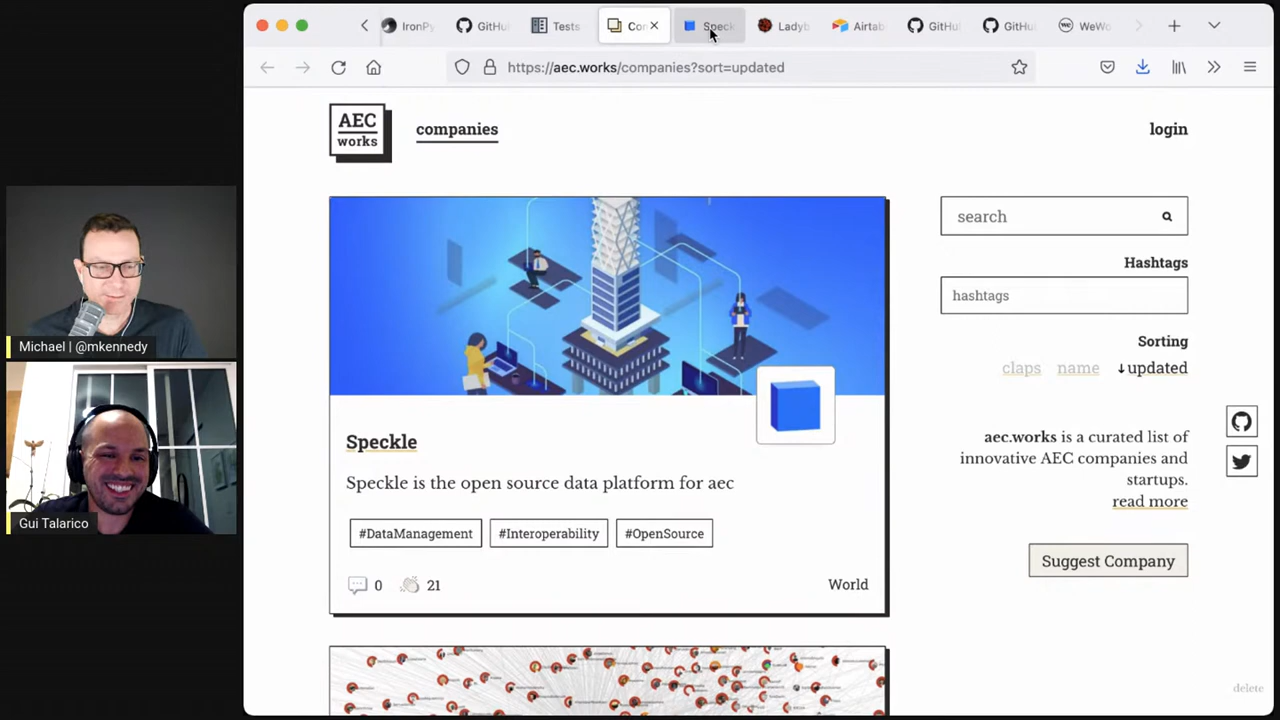 IronPy
GitHu
Tests
Con
Speck
Ladyb
Airtab
GitHu
GitHu
WeWo
https://aec.works/companies?sort=updated
AEC
works
companies
login
search
Hashtags
hashtags
Sorting
claps name ↓updated
aec.works is a curated list of
innovative AEC companies and
startups.
read more
Suggest Company
Speckle
Speckle is the open source data platform for aec
#DataManagement #Interoperability #OpenSource
0 21 World
Michael | @mkennedy
Gui Talarico
delete